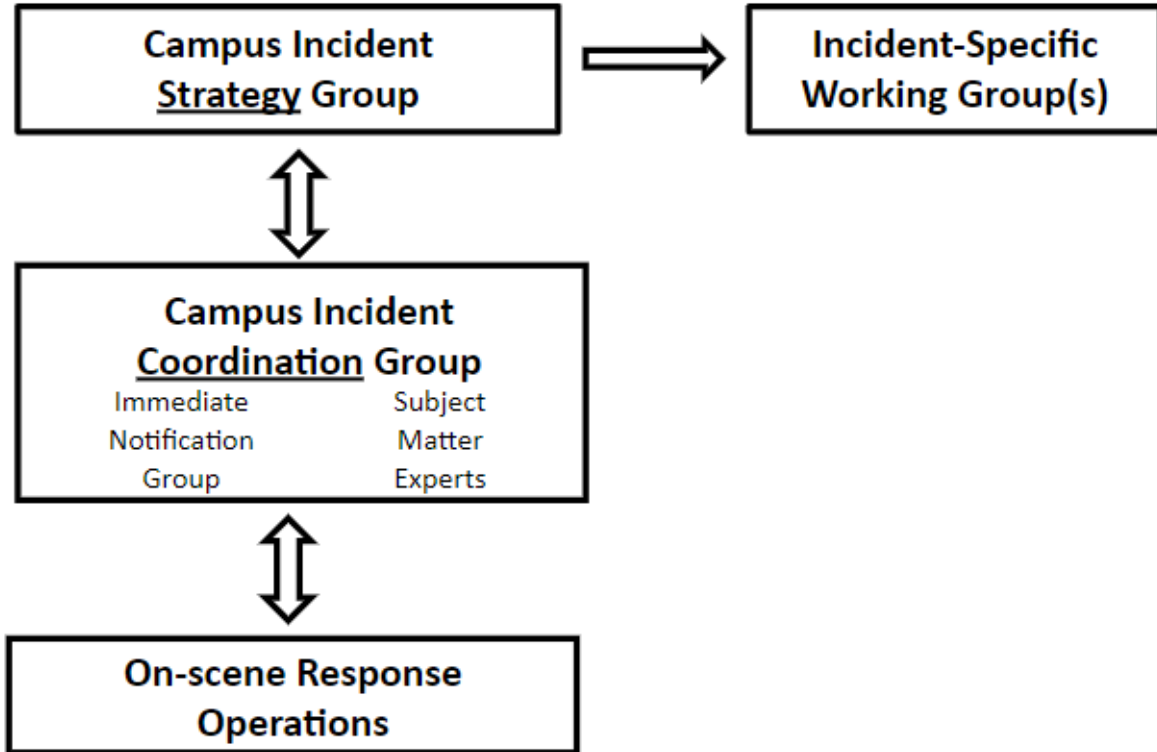 Campus Incident
Strategy Group
Incident-Specific
Working Group(s)
Campus Incident
Coordination Group
Immediate
Notification
Group
Subject
Matter
Experts
On-scene Response
Operations